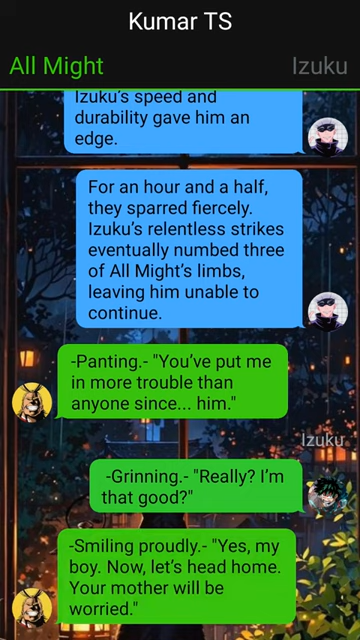 Kumar TS
All Might
Izuku
Izuku's speed and
durability gave him an
edge.
For an hour and a half,
they sparred fiercely.
Izuku's relentless strikes
eventually numbed three
of All Might's limbs,
leaving him unable to
continue.
-Panting.- "You've put me
in more trouble than
anyone since... him."
Izuku
-Grinning.- "Really? I'm
that good?"
-Smiling proudly.- "Yes, my
boy. Now, let's head home.
Your mother will be
worried."